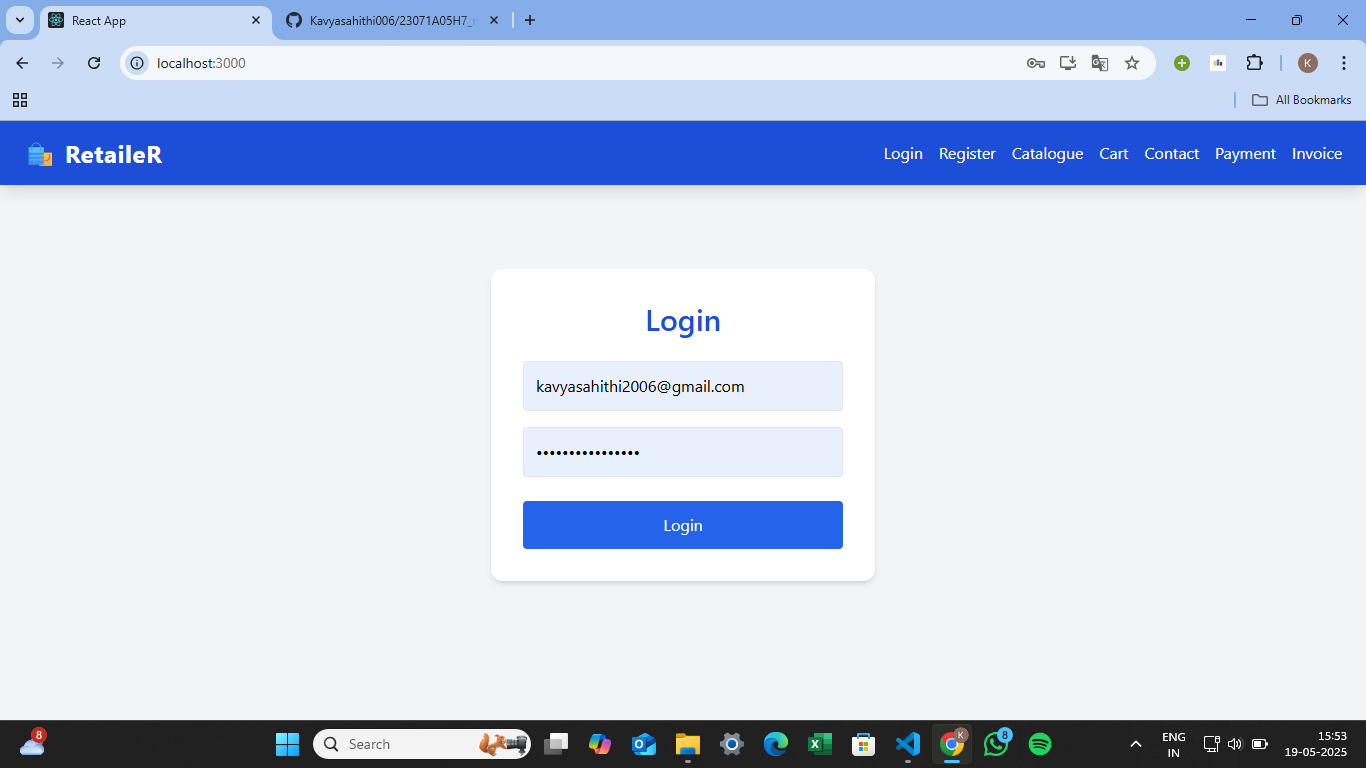 React App
Kavyasahithi006/23071A05H7_
localhost:3000
All Bookmarks
RetaileR
Login Register Catalogue Cart Contact Payment Invoice
Login
kavyasahithi2006@gmail.com
••••••••••••••••
Login
8
Search
K
8
ENG
IN
15:53
19-05-2025